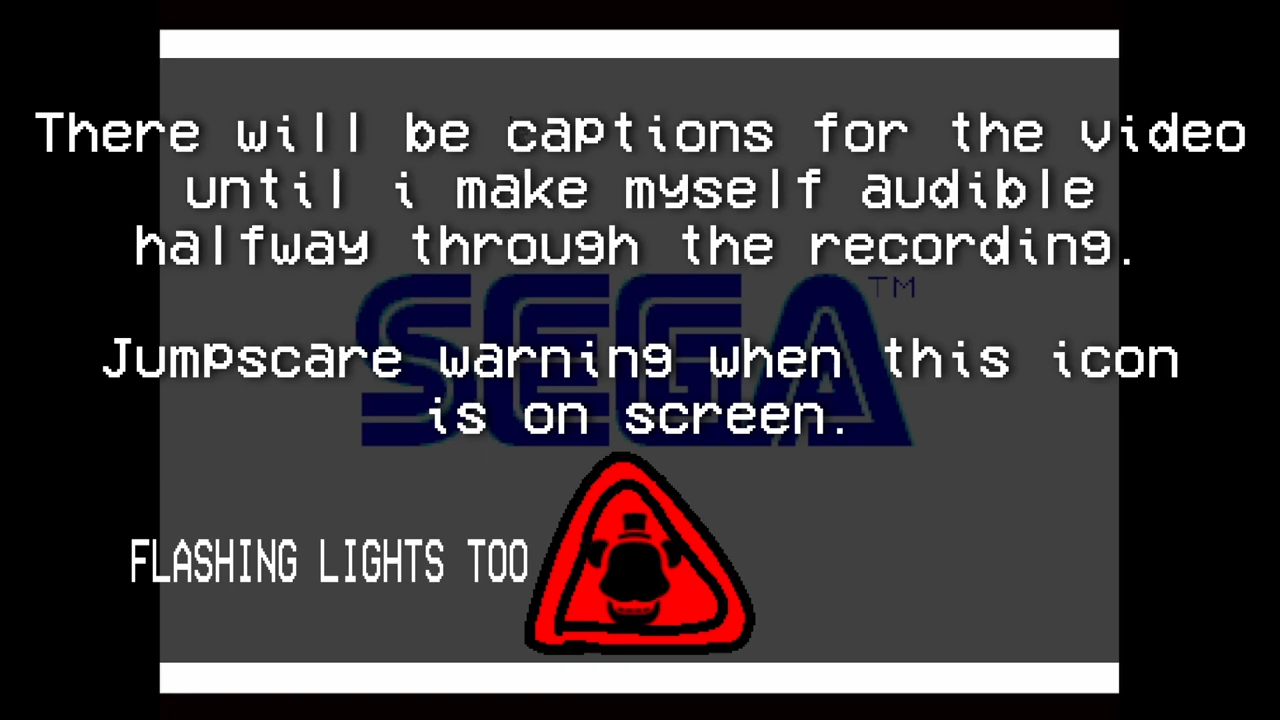 There will be captions for the video
until i make myself audible
halfway through the recording.
SEGA™
Jumpscare warning when this icon
is on screen.
FLASHING LIGHTS TOO